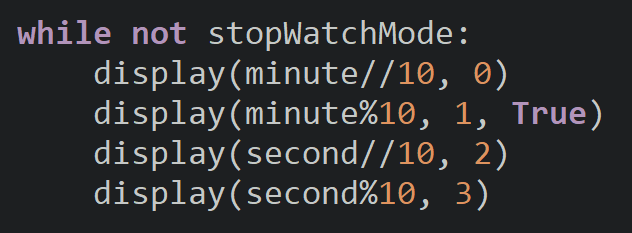 while not stopWatchMode:
    display(minute//10, 0)
    display(minute%10, 1, True)
    display(second//10, 2)
    display(second%10, 3)